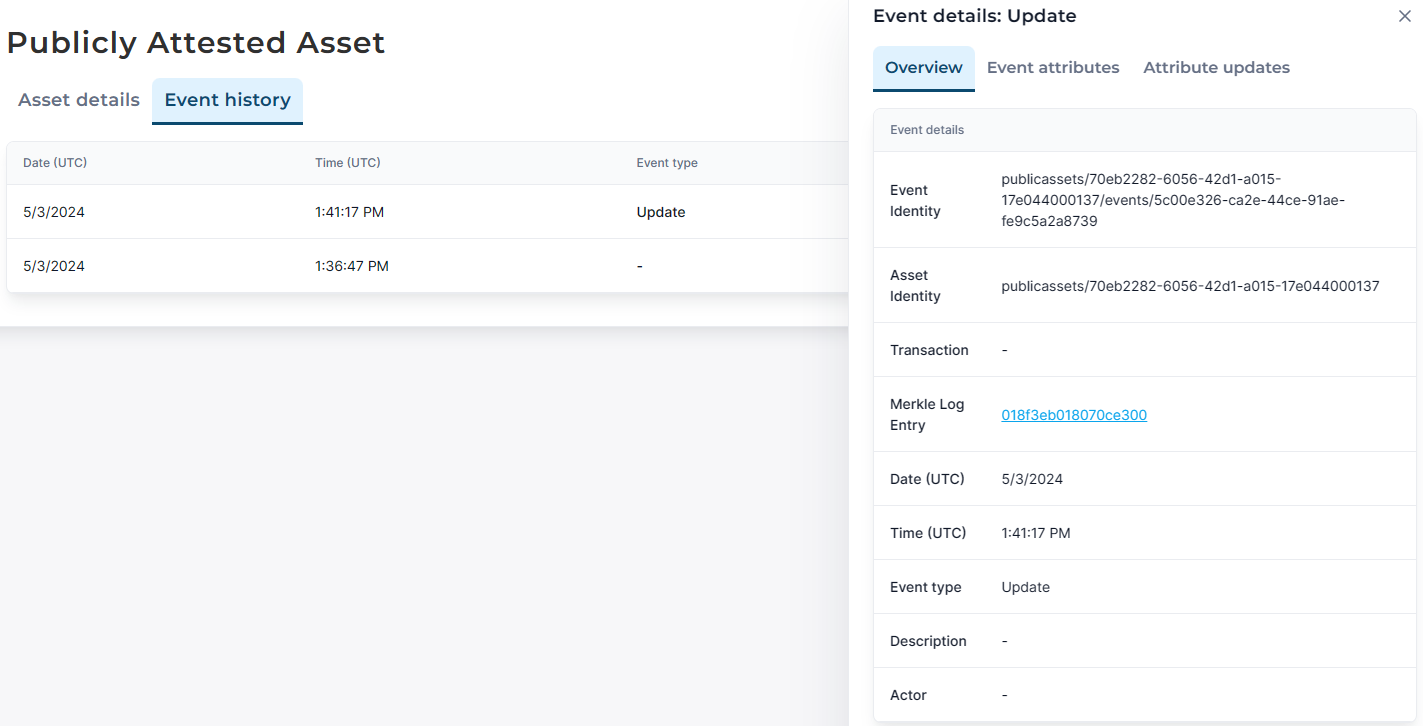 Publicly Attested Asset
Asset details
Event history
Date (UTC)
Time (UTC)
Event type
5/3/2024
1:41:17 PM
Update
5/3/2024
1:36:47 PM
-
Event details: Update
Overview
Event attributes
Attribute updates
Event details
Event
Identity
publicassets/70eb2282-6056-42d1-a015-
17e044000137/events/5c00e326-ca2e-44ce-91ae-
fe9c5a2a8739
Asset
Identity
publicassets/70eb2282-6056-42d1-a015-17e044000137
Transaction
-
Merkle Log
Entry
018f3eb018070ce300
Date (UTC)
5/3/2024
Time (UTC)
1:41:17 PM
Event type
Update
Description
-
Actor
-